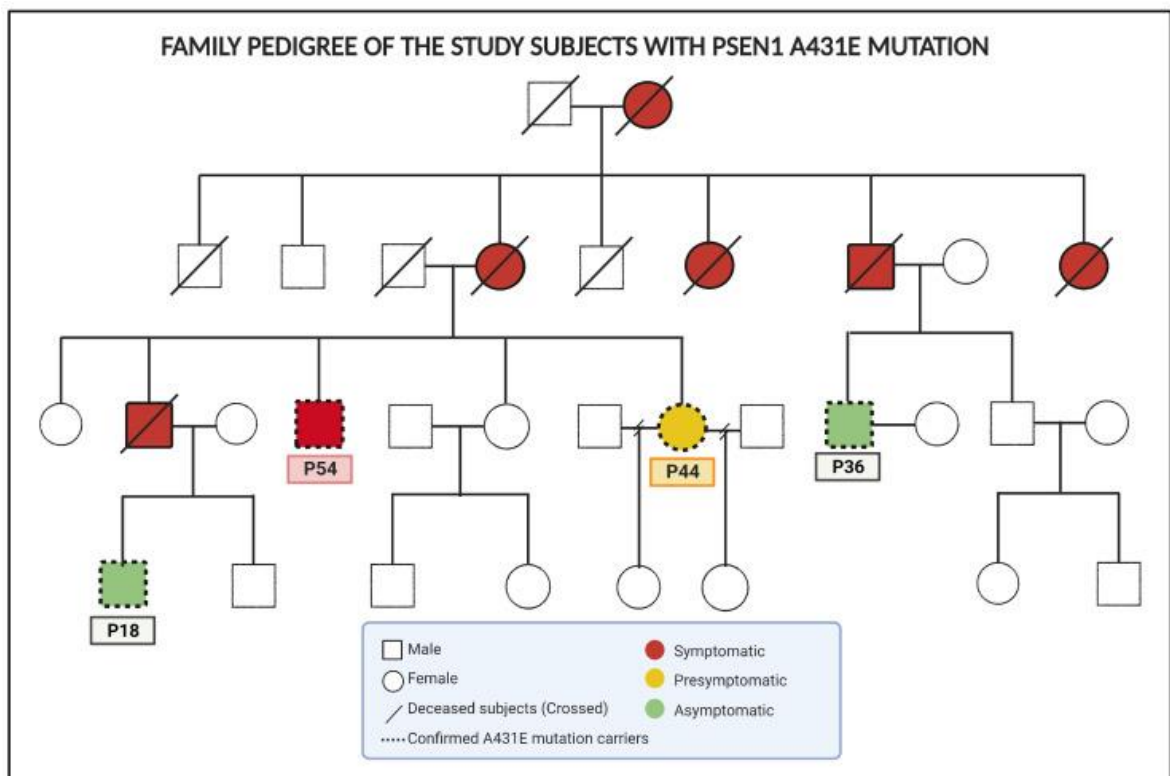 FAMILY PEDIGREE OF THE STUDY SUBJECTS WITH PSEN1 A431E MUTATION
P54
P44
P36
P18
Male
Female
Deceased subjects (Crossed)
Confirmed A431E mutation carriers
Symptomatic
Presymptomatic
Asymptomatic